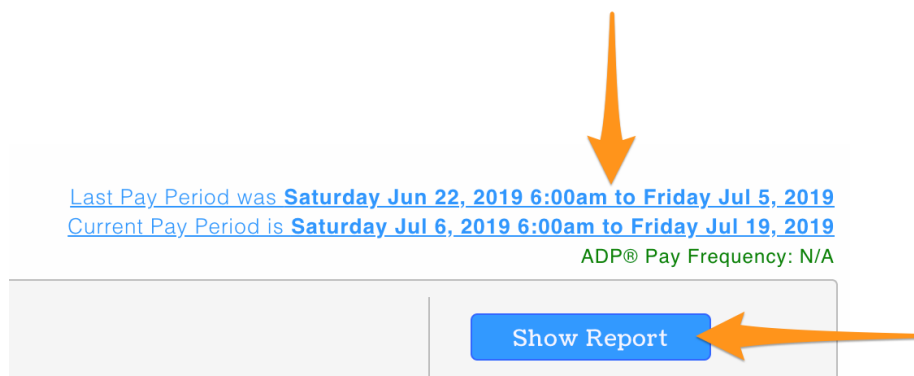 Last Pay Period was Saturday Jun 22, 2019 6:00am to Friday Jul 5, 2019
Current Pay Period is Saturday Jul 6, 2019 6:00am to Friday Jul 19, 2019
ADP® Pay Frequency: N/A
Show Report